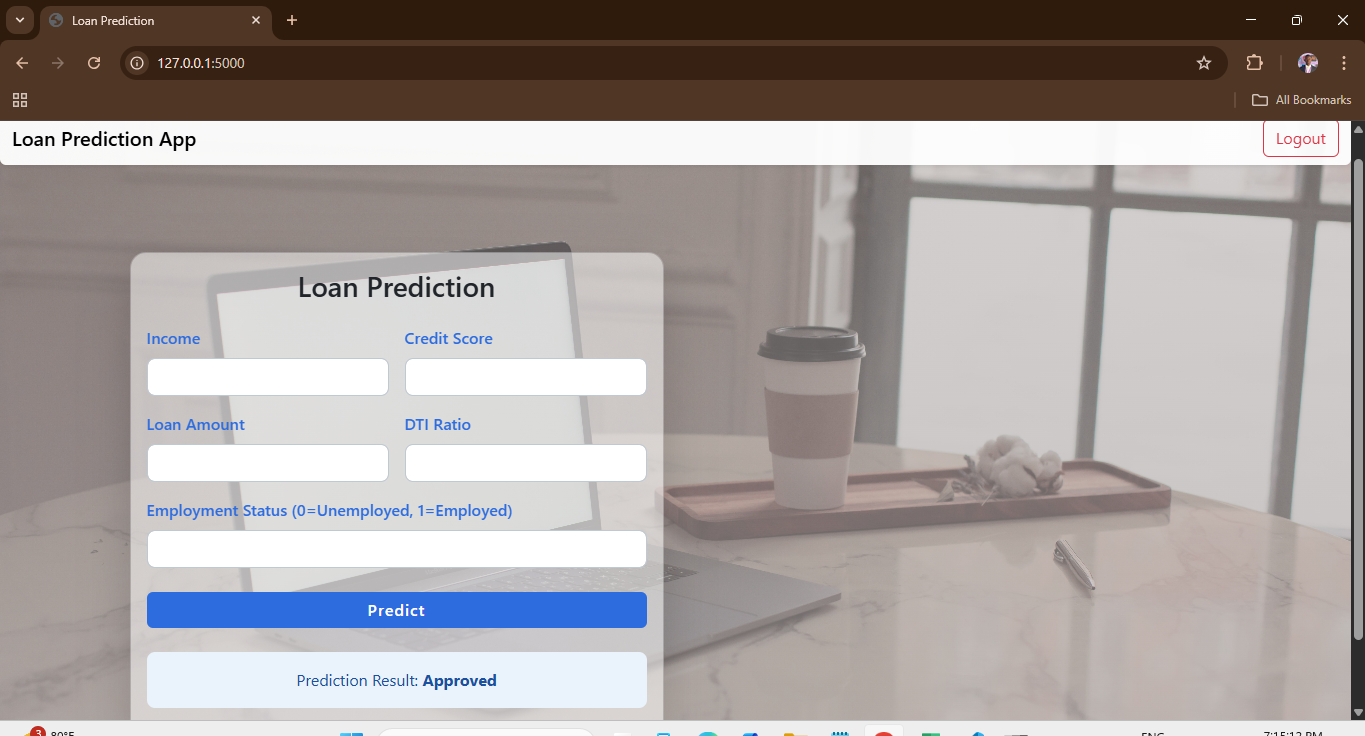 Loan Prediction
127.0.0.1:5000
All Bookmarks
Loan Prediction App
Logout
Loan Prediction
Income
Credit Score
Loan Amount
DTI Ratio
Employment Status (0=Unemployed, 1=Employed)
Predict
Prediction Result: Approved
3
80°F
ENG
7:15:12 PM